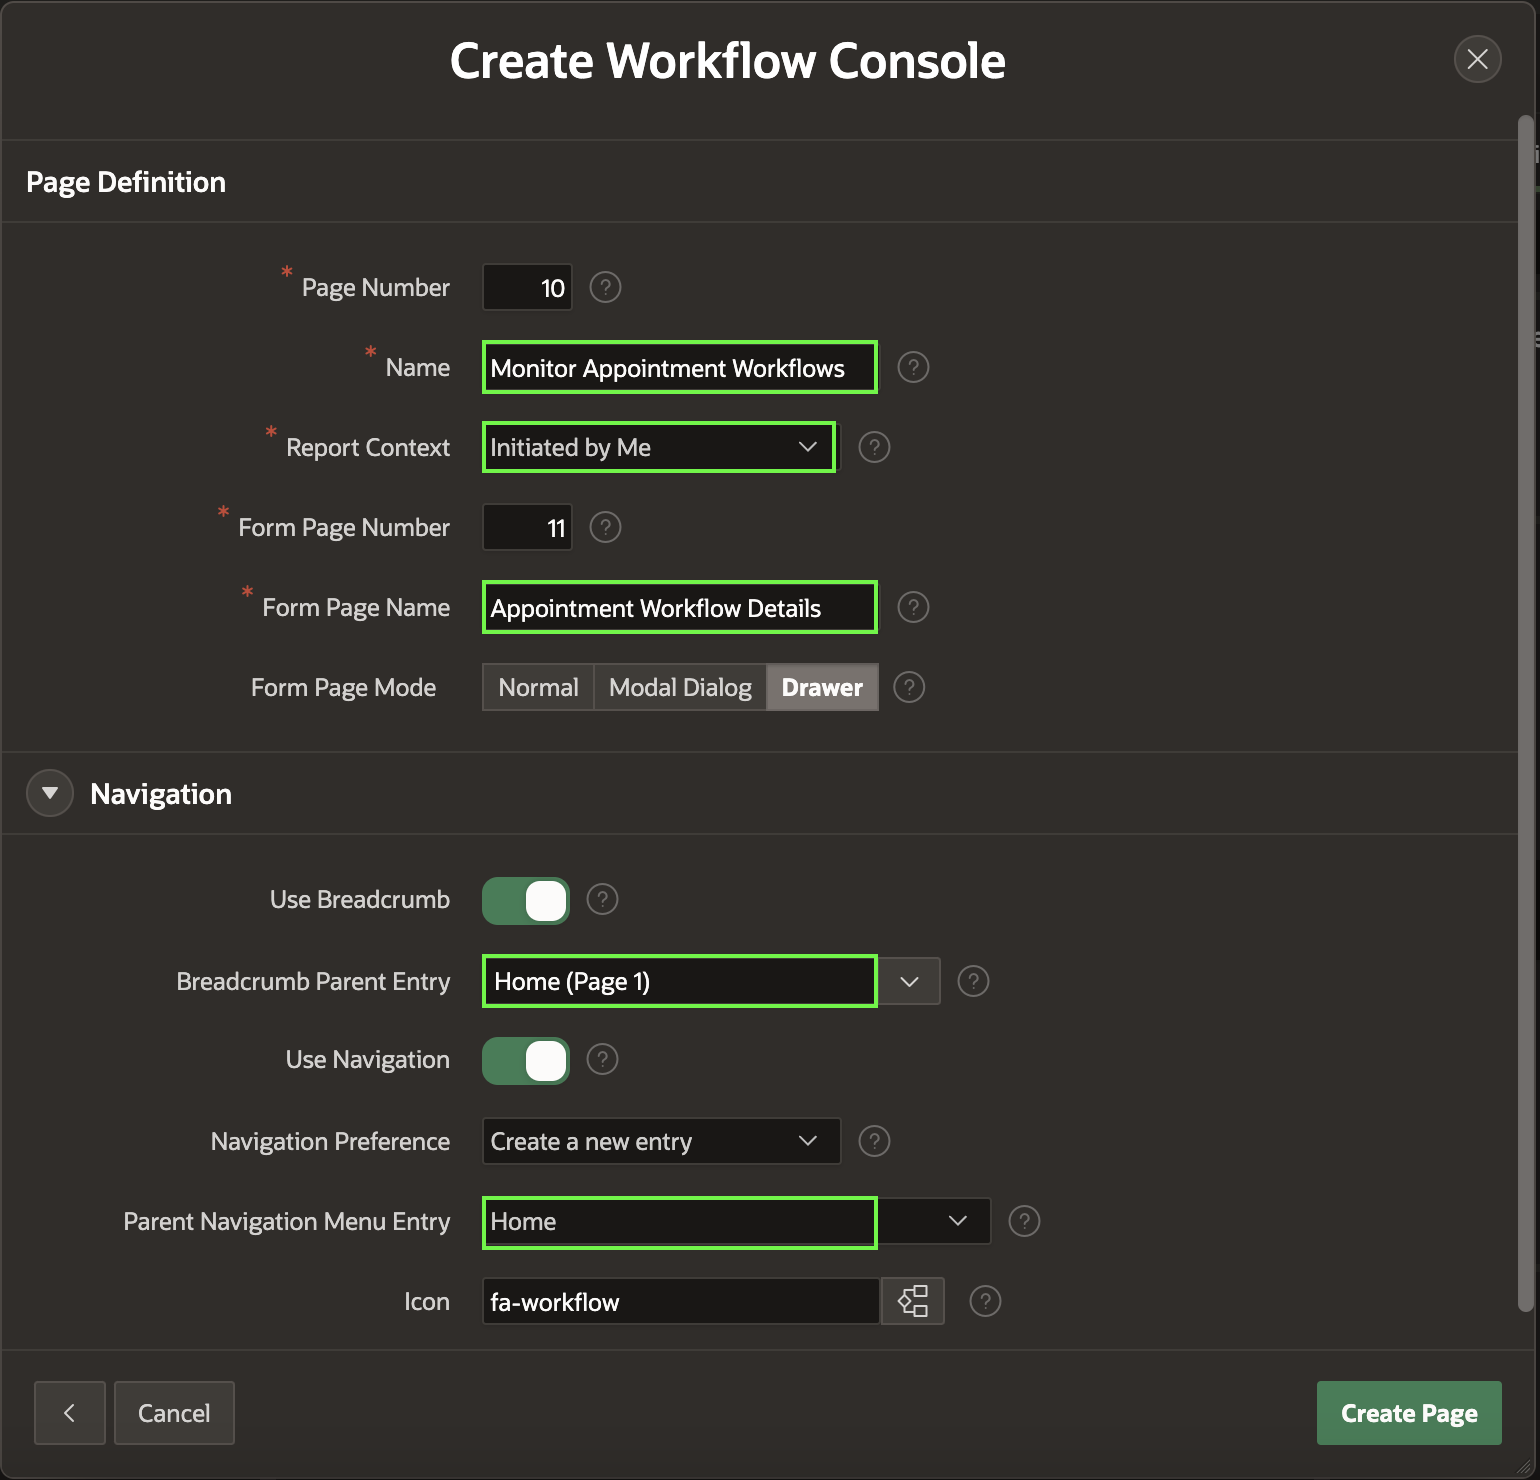 Create Workflow Console
Page Definition
* Page Number 10 ?
* Name Monitor Appointment Workflows ?
* Report Context Initiated by Me ?
* Form Page Number 11 ?
* Form Page Name Appointment Workflow Details ?
Form Page Mode Normal Modal Dialog Drawer ?
Navigation
Use Breadcrumb ?
Breadcrumb Parent Entry Home (Page 1) ?
Use Navigation ?
Navigation Preference Create a new entry ?
Parent Navigation Menu Entry Home ?
Icon fa-workflow ?
Cancel Create Page